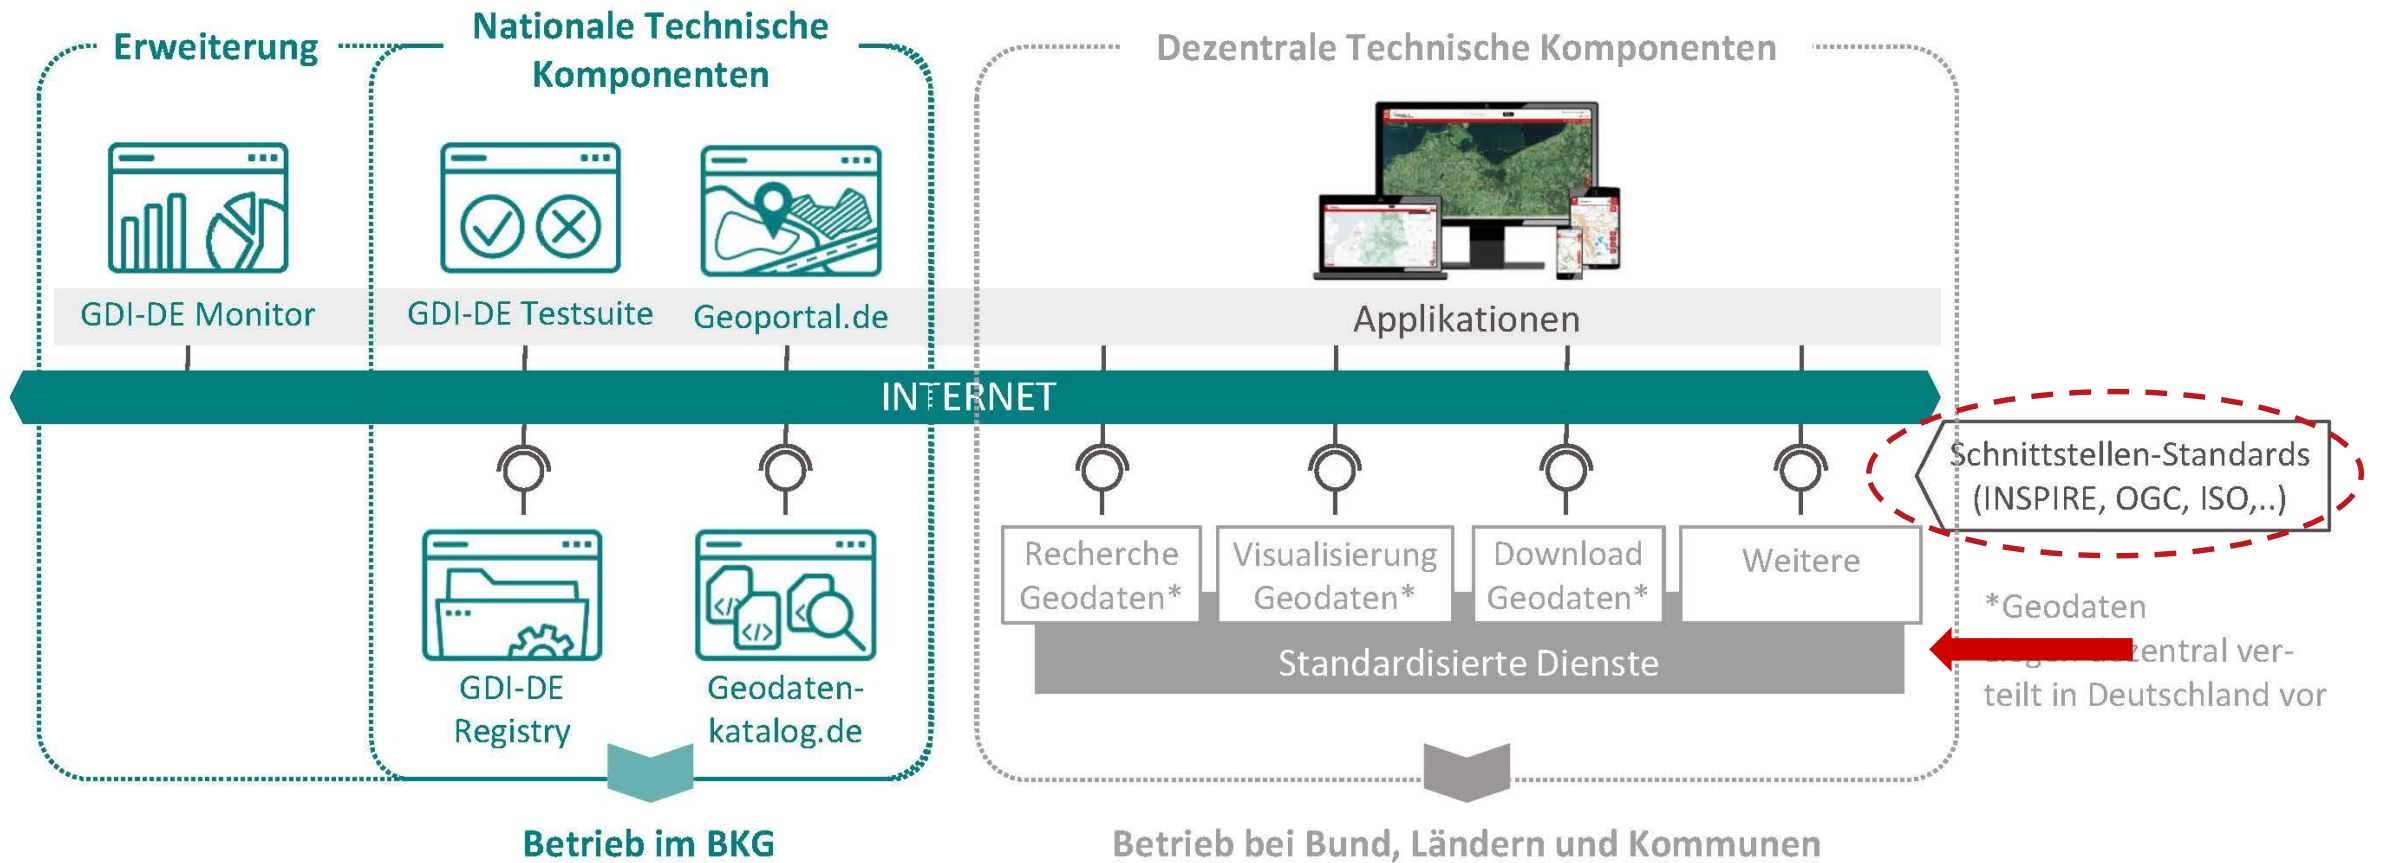 Erweiterung
Nationale Technische
Komponenten
Dezentrale Technische Komponenten
GDI-DE Monitor
GDI-DE Testsuite
Geoportal.de
Applikationen
INTERNET
Schnittstellen-Standards
(INSPIRE, OGC, ISO,..)
Recherche
Geodaten*
Visualisierung
Geodaten*
Download
Geodaten*
Weitere
Standardisierte Dienste
*Geodaten
ver-
teilt in Deutschland vor
</>
</>
GDI-DE
Registry
Geodaten-
katalog.de
Betrieb im BKG
Betrieb bei Bund, Ländern und Kommunen